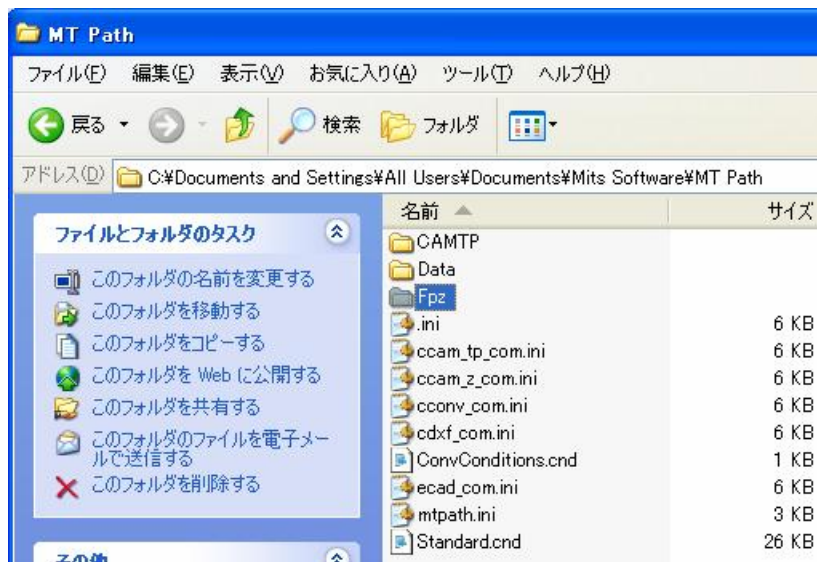 MT Path
ファイル(F) 編集(E) 表示(V) お気に入り(A) ツール(T) ヘルプ(H)
戻る 検索 フォルダ
アドレス(D) C:¥Documents and Settings¥All Users¥Documents¥Mits Software¥MT Path
ファイルとフォルダのタスク
このフォルダの名前を変更する
このフォルダを移動する
このフォルダをコピーする
このフォルダを Web に公開する
このフォルダを共有する
このフォルダのファイルを電子メー
ルで送信する
このフォルダを削除する
その他
名前 サイズ
CAMTP
Data
Fpz
.ini 6 KB
ccam_tp_com.ini 6 KB
ccam_z_com.ini 6 KB
cconv_com.ini 6 KB
cdxf_com.ini 6 KB
ConvConditions.cnd 1 KB
ecad_com.ini 6 KB
mtpath.ini 3 KB
Standard.cnd 26 KB